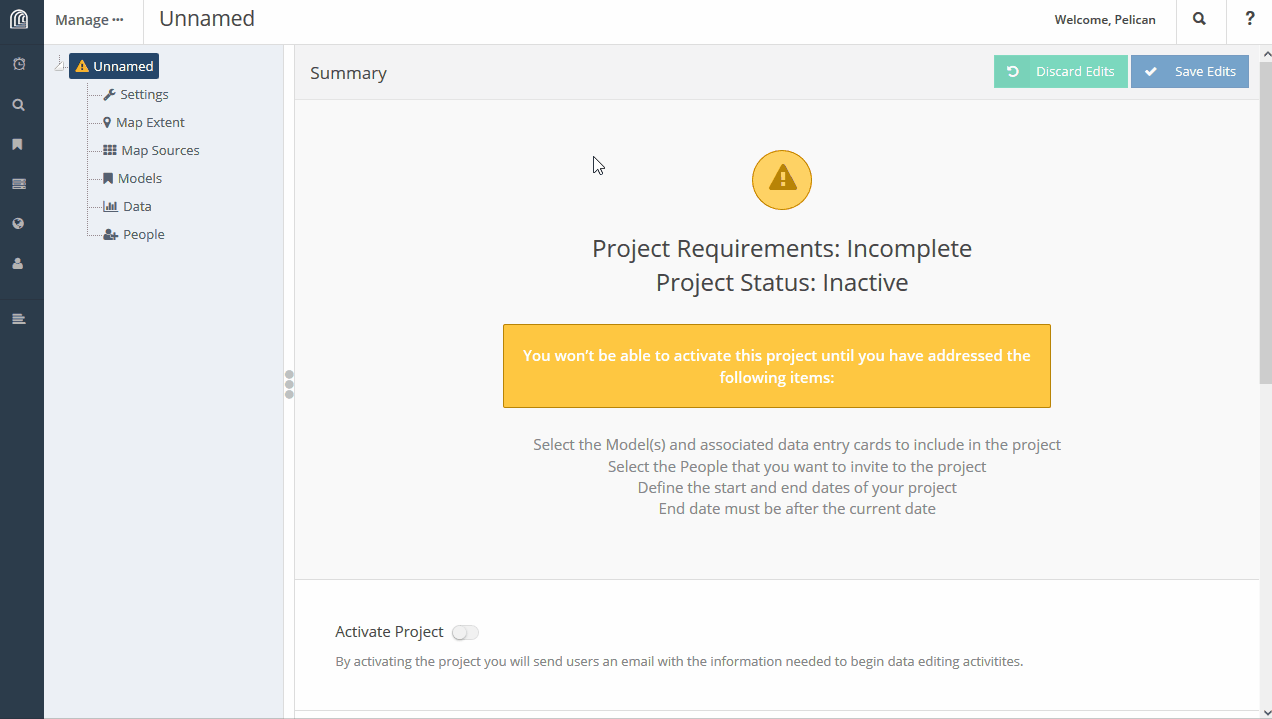 Manage ···
Unnamed
Welcome, Pelican
?
Unnamed
Settings
Map Extent
Map Sources
Models
Data
People
Summary
Discard Edits
Save Edits
Project Requirements: Incomplete
Project Status: Inactive
You won't be able to activate this project until you have addressed the
following items:
Select the Model(s) and associated data entry cards to include in the project
Select the People that you want to invite to the project
Define the start and end dates of your project
End date must be after the current date
Activate Project
By activating the project you will send users an email with the information needed to begin data editing activitites.